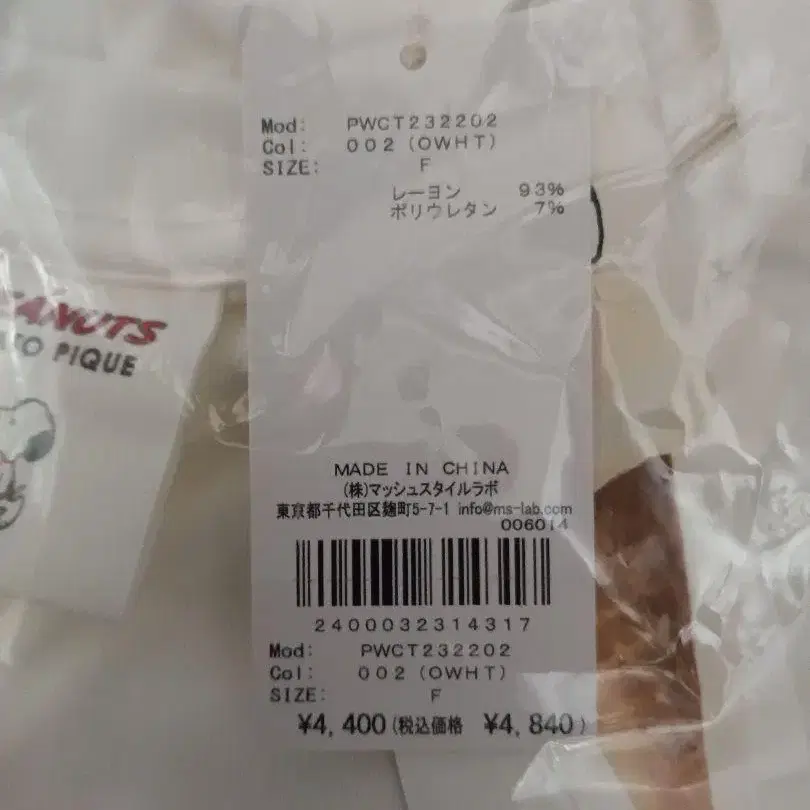 Mod: PWCT232202
Col: 002 (OWHT)
SIZE: F
レーヨン 93%
ポリウレタン 7%
EANUTS
TO PIQUE
MADE IN CHINA
(株)マッシュスタイルラボ
東京都千代田区麹町5-7-1 info@ms-lab.com
006014
2400032314317
Mod: PWCT232202
Col: 002 (OWHT)
SIZE: F
¥4,400(税込価格 ¥4,840)